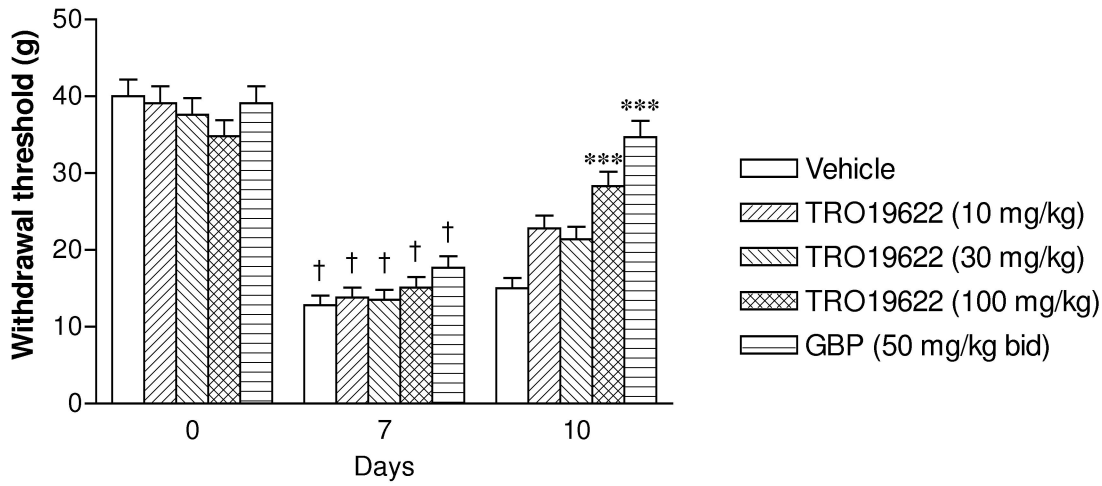 Withdrawal threshold (g)
50
40
30
20
10
0
† † † † †
***
***
0 7 10
Days
Vehicle
TRO19622 (10 mg/kg)
TRO19622 (30 mg/kg)
TRO19622 (100 mg/kg)
GBP (50 mg/kg bid)